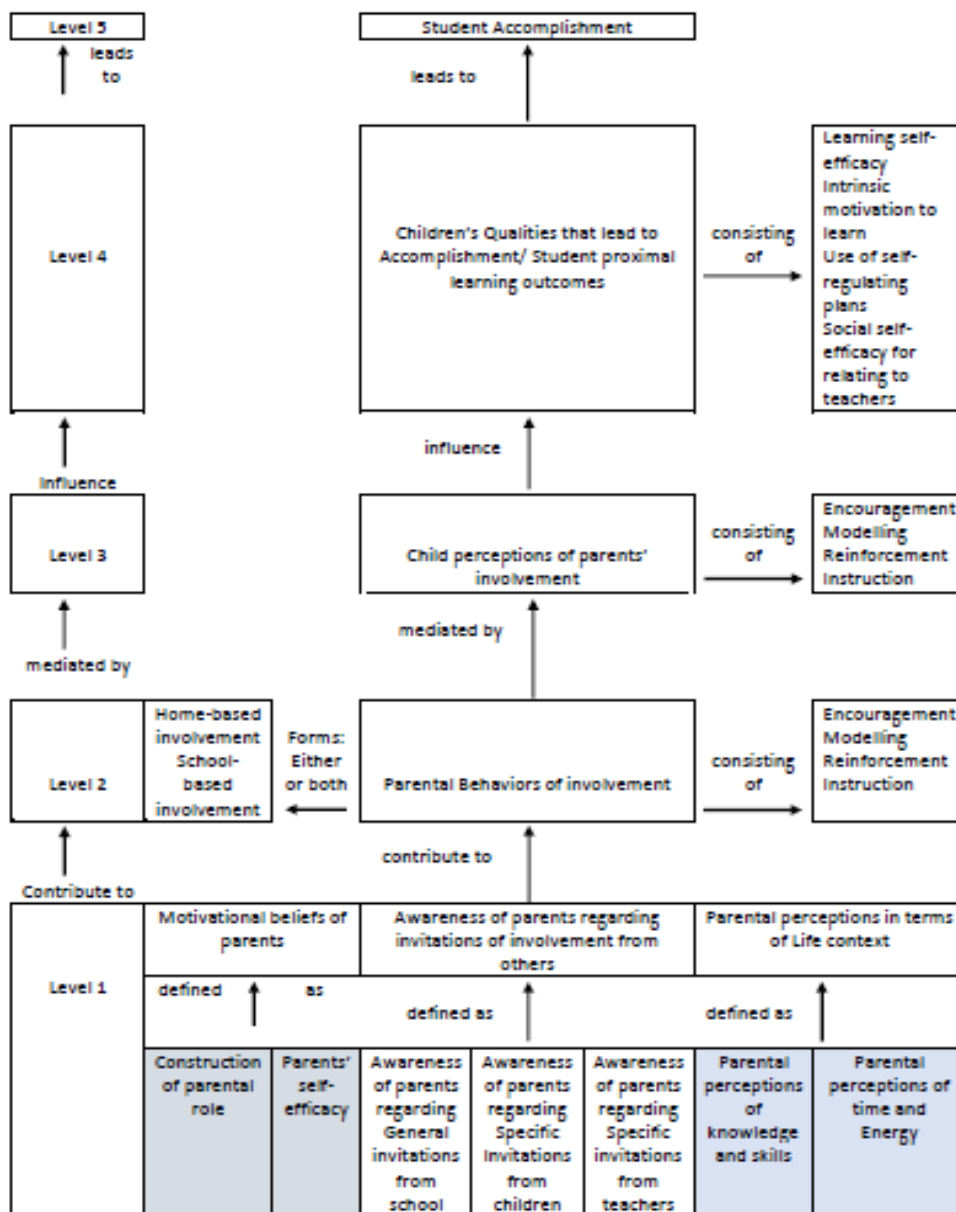 Level 5
Student Accomplishment
leads
to
leads to
Level 4
Children's Qualities that lead to
Accomplishment/ Student proximal
learning outcomes
consisting
of
Learning self-
efficacy
Intrinsic
motivation to
learn
Use of self-
regulating
plans
Social self-
efficacy for
relating to
teachers
Influence
influence
Level 3
Child perceptions of parents'
involvement
consisting
of
Encouragement
Modelling
Reinforcement
Instruction
mediated by
mediated by
Level 2
Home-based
involvement
School-
based
involvement
Forms:
Either
or both
Parental Behaviors of involvement
consisting
of
Encouragement
Modelling
Reinforcement
Instruction
Contribute to
contribute to
Level 1
Motivational beliefs of
parents
Awareness of parents regarding
invitations of involvement from
others
Parental perceptions in terms
of Life context
defined as
defined as
defined as
Construction
of parental
role
Parents'
self-
efficacy
Awareness
of parents
regarding
General
invitations
from
school
Awareness
of parents
regarding
Specific
Invitations
from
children
Awareness
of parents
regarding
Specific
invitations
from
teachers
Parental
perceptions
of
knowledge
and skills
Parental
perceptions of
time and
Energy